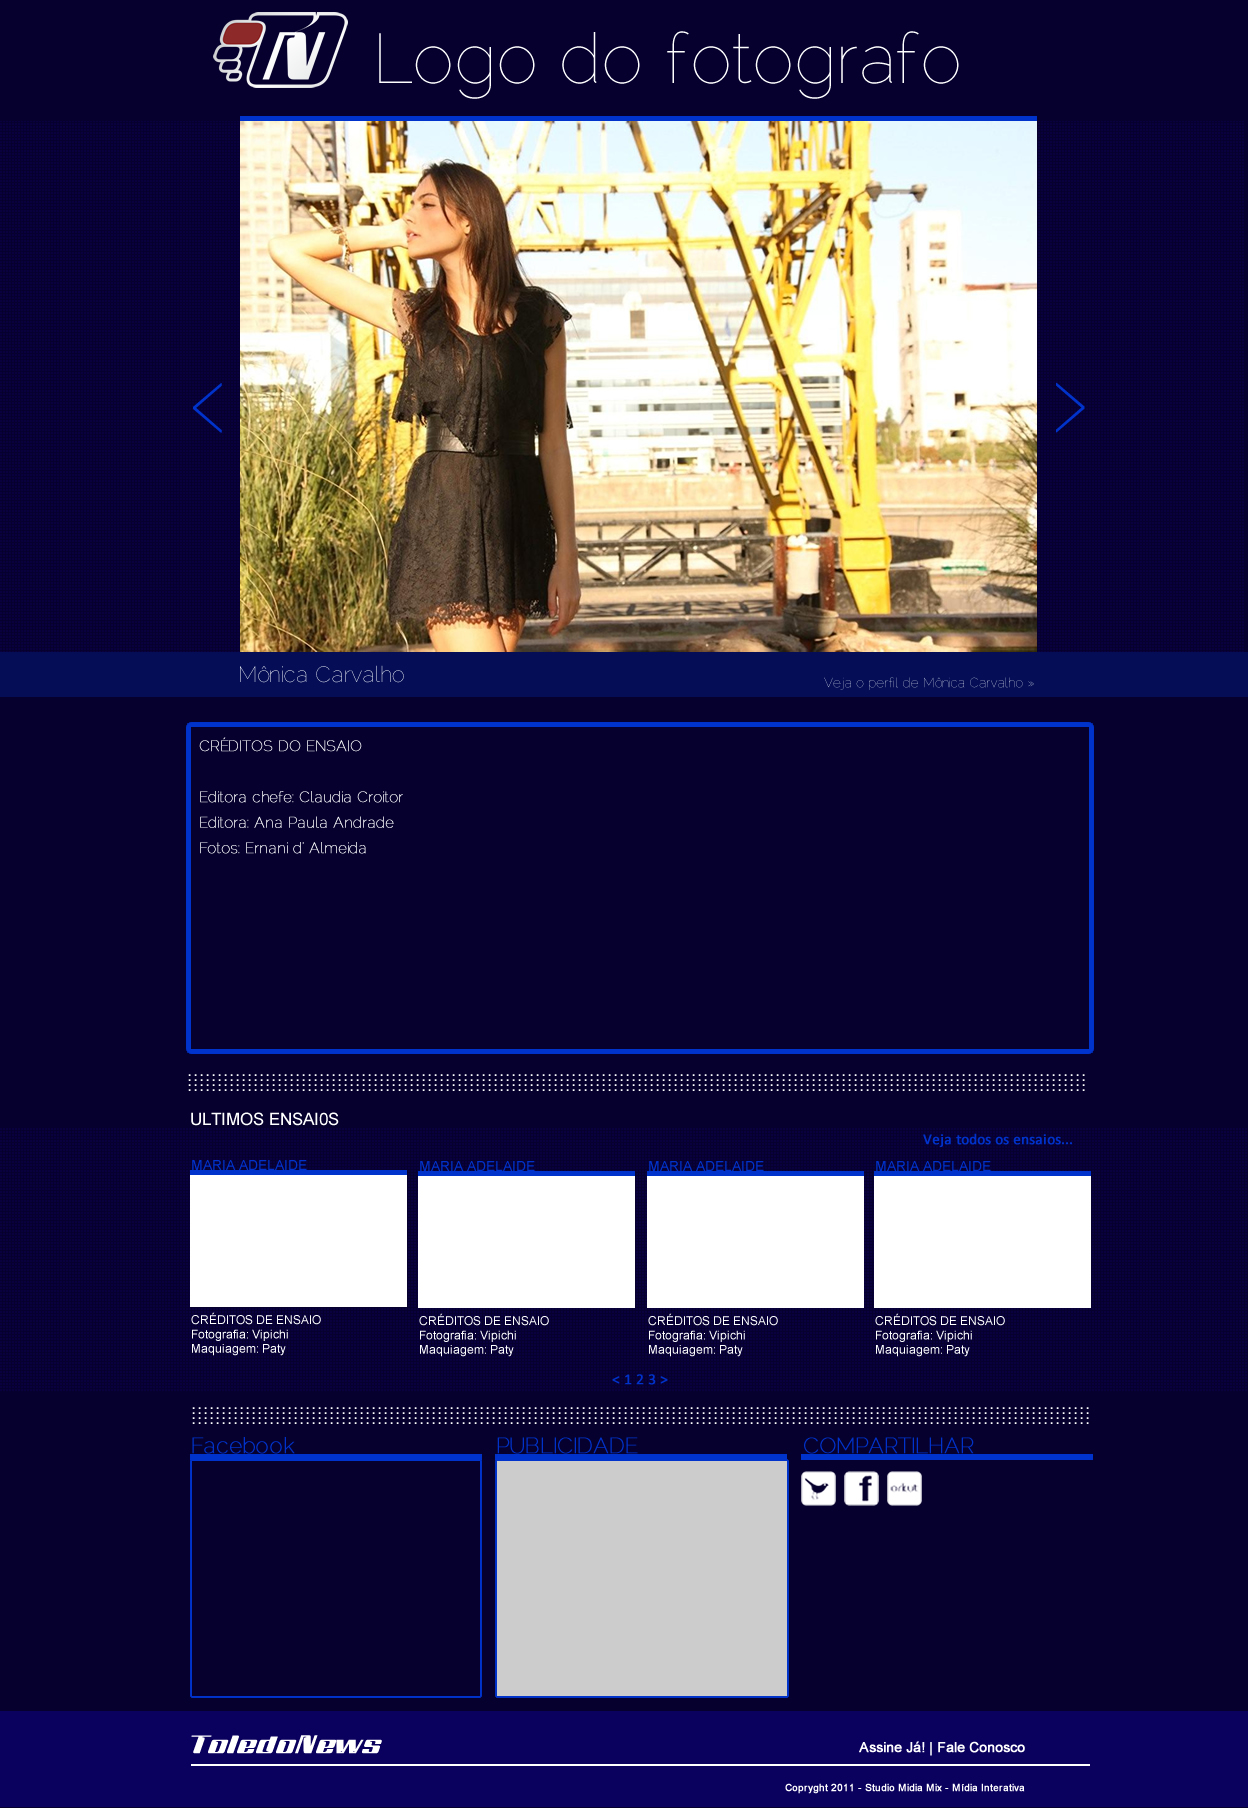 TN
Logo do fotografo
Mônica Carvalho
Veja o perfil de Mônica Carvalho »
CRÉDITOS DO ENSAIO
Editora chefe: Claudia Croitor
Editora: Ana Paula Andrade
Fotos: Ernani d' Almeida
ULTIMOS ENSAI0S
Veja todos os ensaios...
MARIA ADELAIDE
MARIA ADELAIDE
MARIA ADELAIDE
MARIA ADELAIDE
CRÉDITOS DE ENSAIO
Fotografia: Vipichi
Maquiagem: Paty
CRÉDITOS DE ENSAIO
Fotografia: Vipichi
Maquiagem: Paty
CRÉDITOS DE ENSAIO
Fotografia: Vipichi
Maquiagem: Paty
CRÉDITOS DE ENSAIO
Fotografia: Vipichi
Maquiagem: Paty
< 1 2 3 >
Facebook
PUBLICIDADE
COMPARTILHAR
f
orkut
ToledoNews
Assine Já! | Fale Conosco
Copryght 2011 - Studio Midia Mix - Mídia Interativa